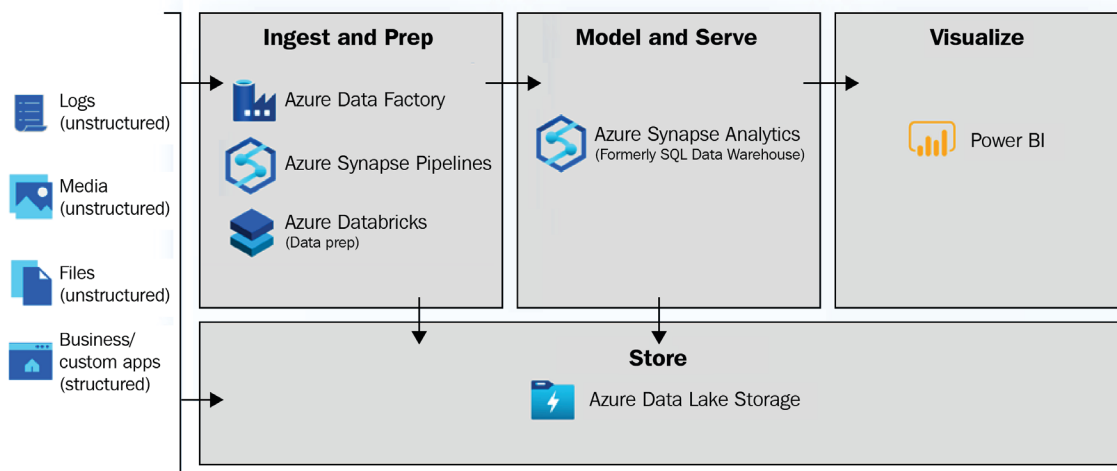 Logs
(unstructured)
Media
(unstructured)
Files
(unstructured)
Business/
custom apps
(structured)
Ingest and Prep
Azure Data Factory
Azure Synapse Pipelines
Azure Databricks
(Data prep)
Model and Serve
Azure Synapse Analytics
(Formerly SQL Data Warehouse)
Visualize
Power BI
Store
Azure Data Lake Storage